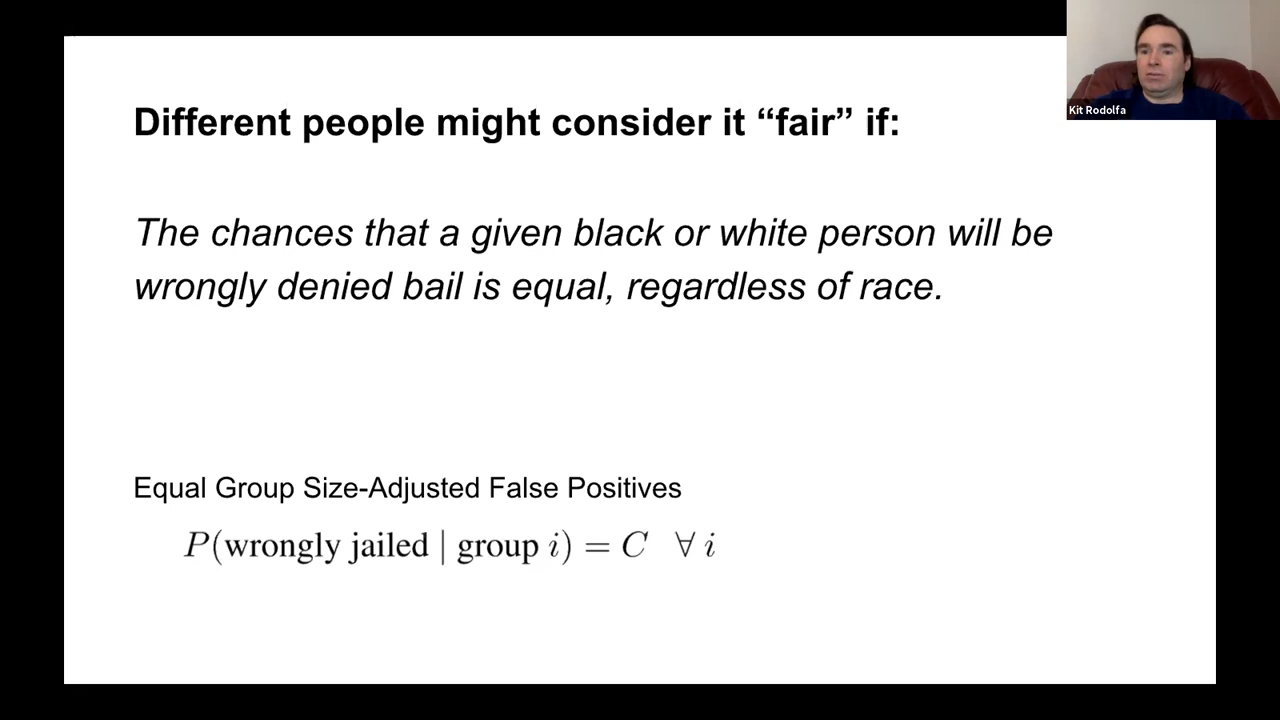 Kit Rodolfa
Different people might consider it “fair” if:
The chances that a given black or white person will be
wrongly denied bail is equal, regardless of race.
Equal Group Size-Adjusted False Positives
P(wrongly jailed | group i) = C ∀ i